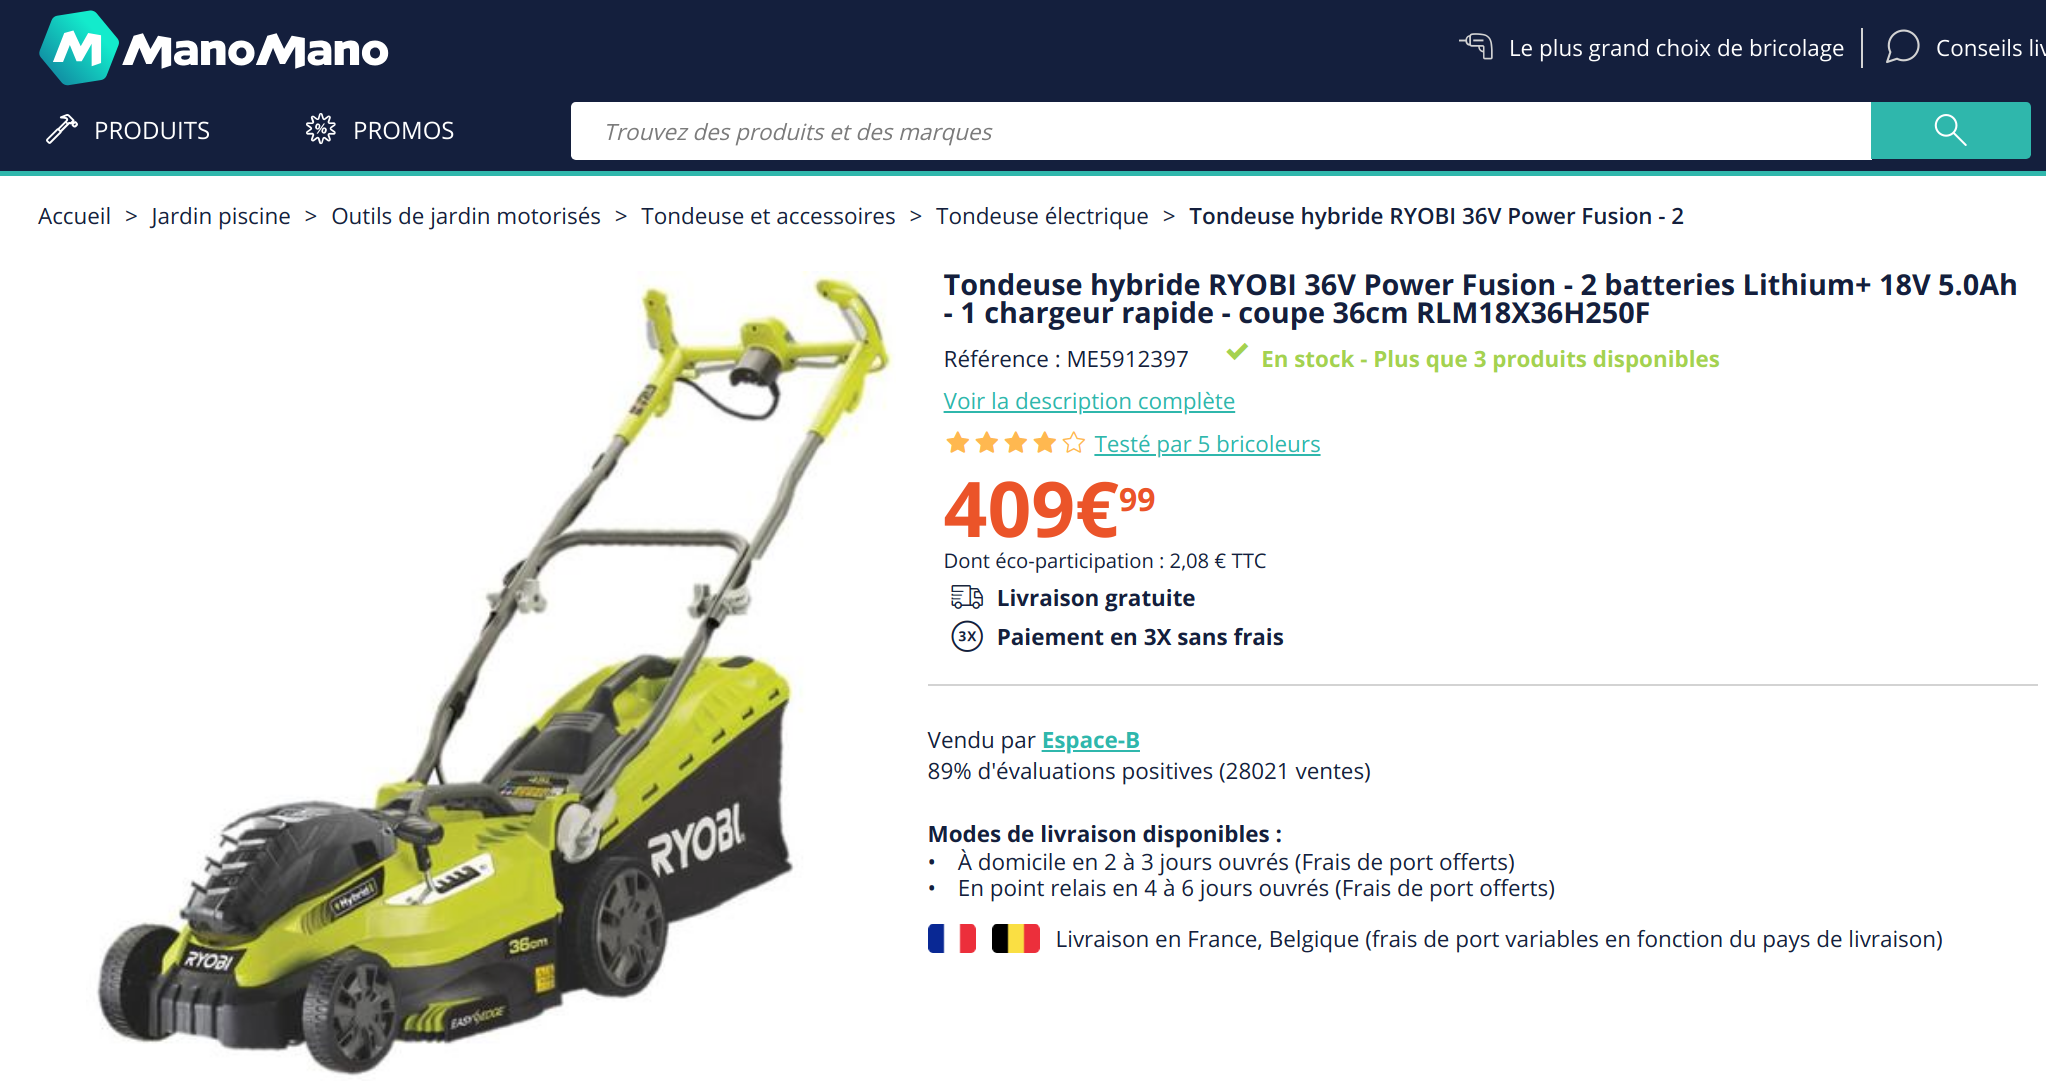 ManoMano
Le plus grand choix de bricolage
Conseils liv
PRODUITS
PROMOS
Trouvez des produits et des marques
Accueil > Jardin piscine > Outils de jardin motorisés > Tondeuse et accessoires > Tondeuse électrique > Tondeuse hybride RYOBI 36V Power Fusion - 2
Tondeuse hybride RYOBI 36V Power Fusion - 2 batteries Lithium+ 18V 5.0Ah
- 1 chargeur rapide - coupe 36cm RLM18X36H250F
Référence : ME5912397
En stock - Plus que 3 produits disponibles
Voir la description complète
Testé par 5 bricoleurs
409€99
Dont éco-participation : 2,08 € TTC
Livraison gratuite
3X Paiement en 3X sans frais
Vendu par Espace-B
89% d'évaluations positives (28021 ventes)
Modes de livraison disponibles :
• À domicile en 2 à 3 jours ouvrés (Frais de port offerts)
• En point relais en 4 à 6 jours ouvrés (Frais de port offerts)
Livraison en France, Belgique (frais de port variables en fonction du pays de livraison)
RYOBI
Hybrid
36cm
RYOBI
EASYEDGE